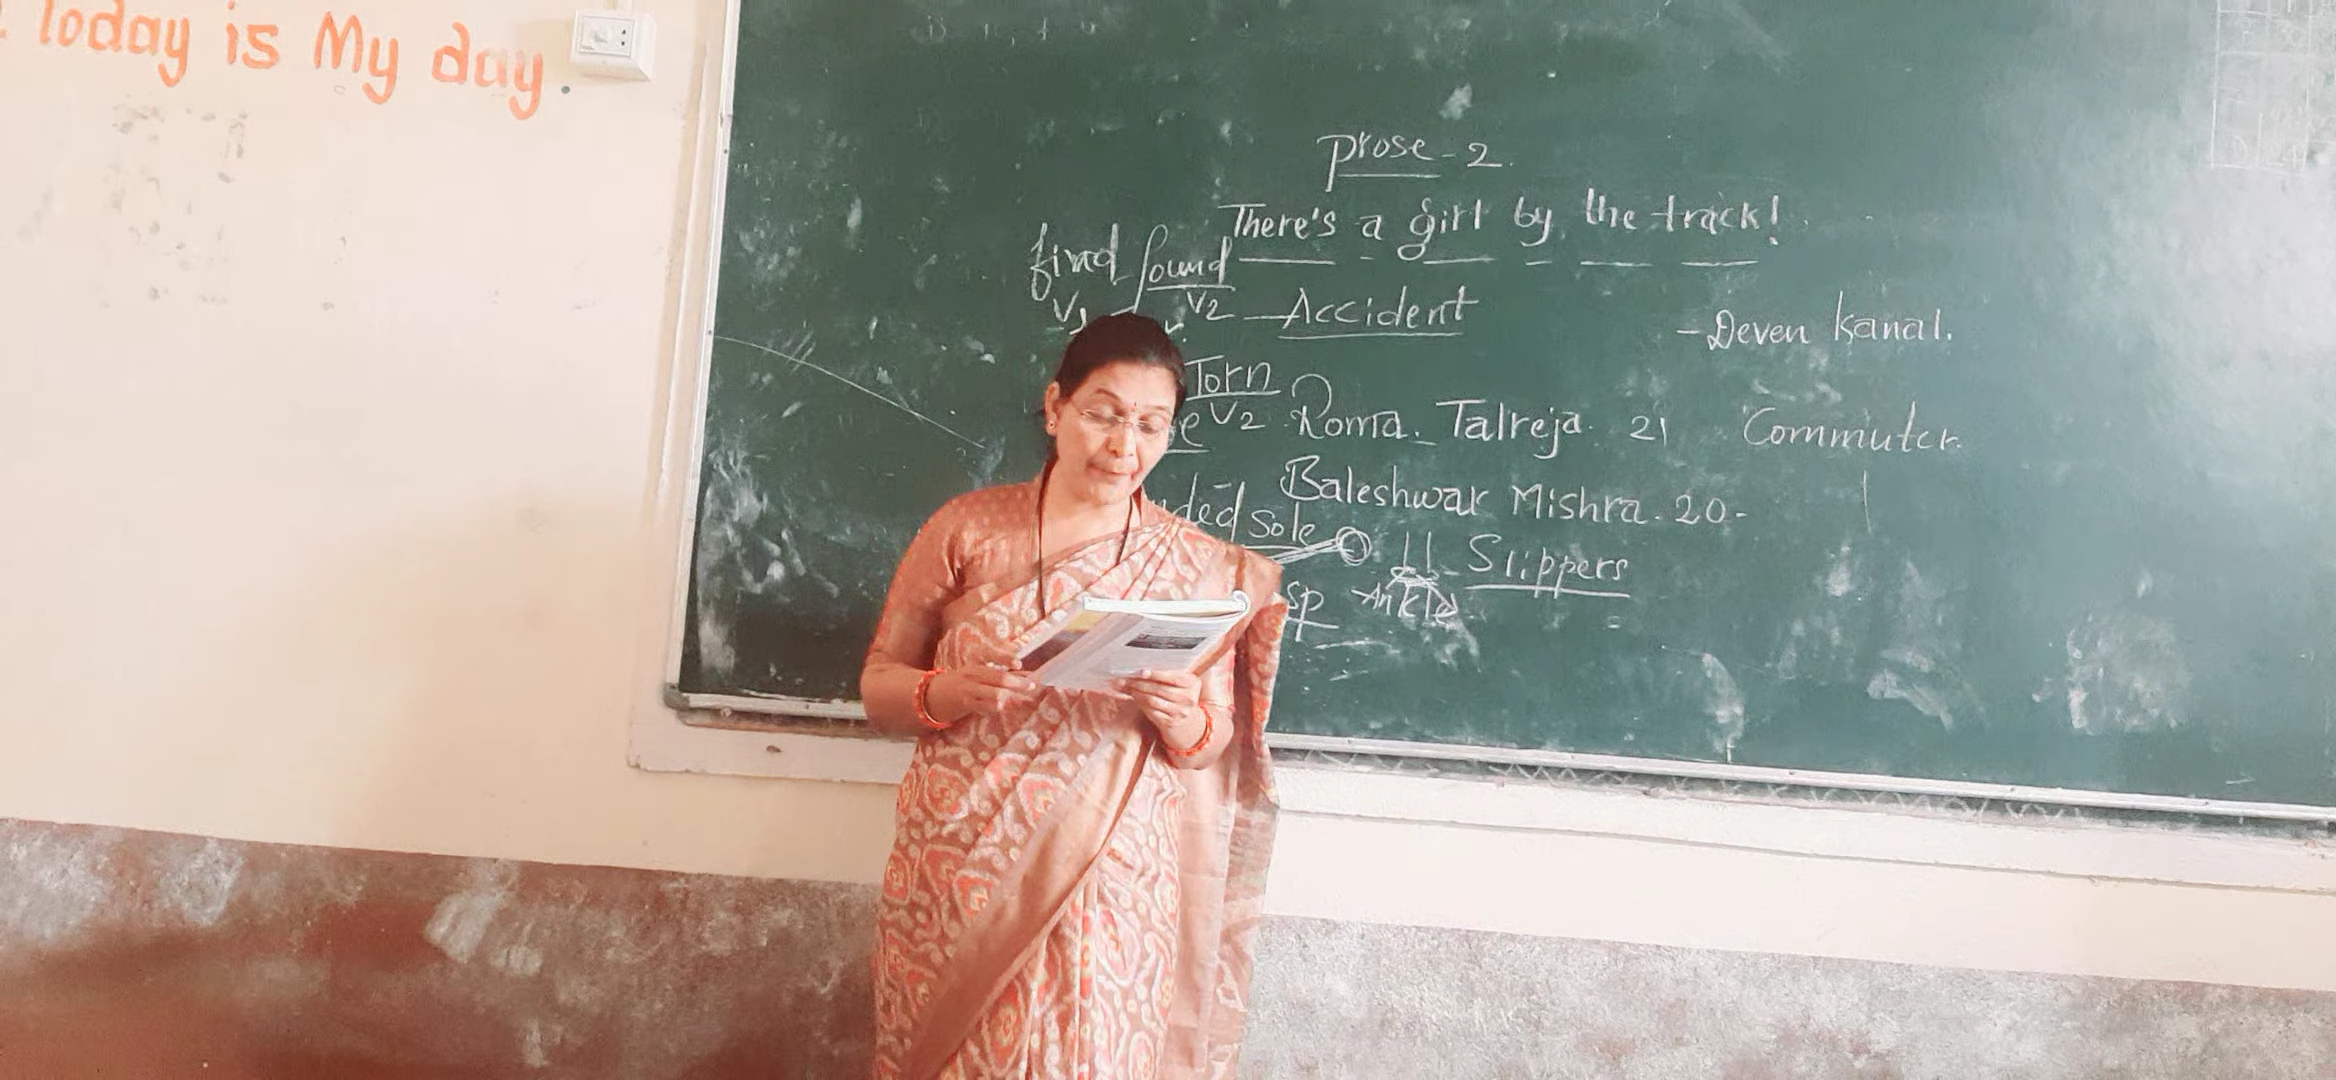 Today is My day.
Prose - 2.
There's a girl by the track!
find found
V2 - Accident
- Deven Kanal.
Torn
V2 Roma. Talreja. 21 Commuter.
Baleshwar Mishra. 20-
sole Slippers
Ankle